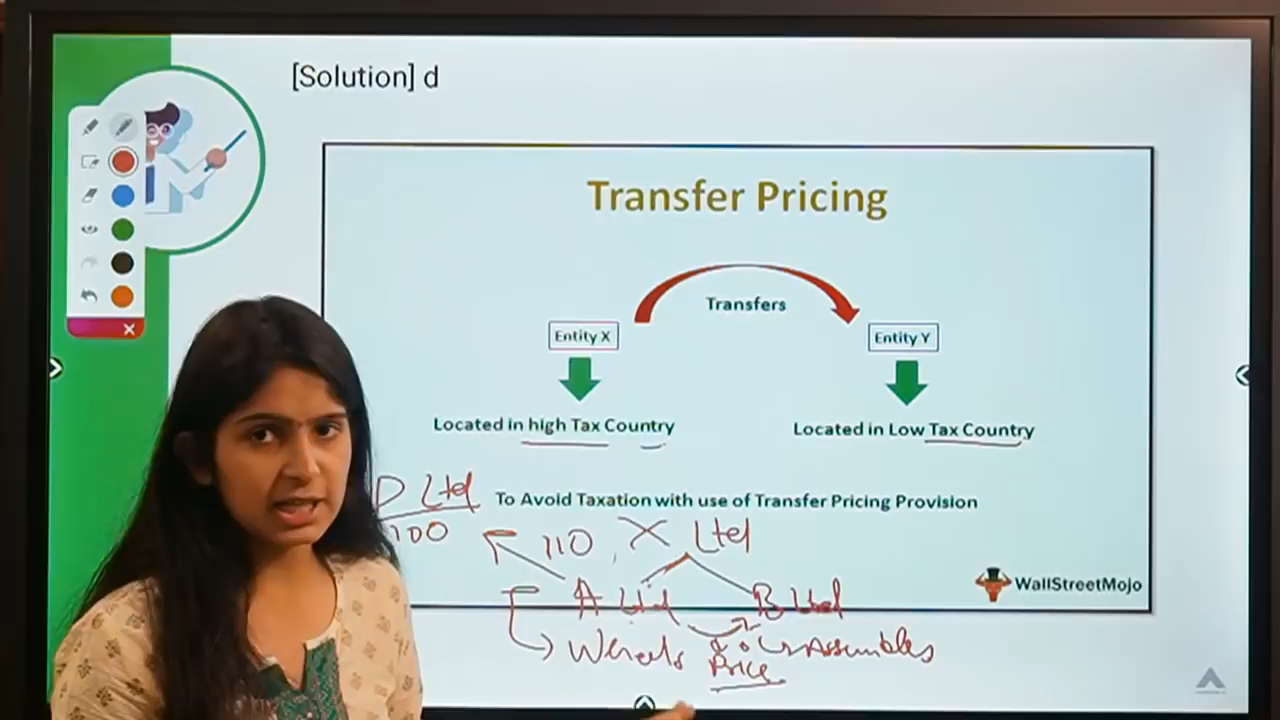 [Solution] d
Transfer Pricing
Transfers
Entity X
Entity Y
Located in high Tax Country
Located in Low Tax Country
D Ltd
To Avoid Taxation with use of Transfer Pricing Provision
100
110
X Ltd
WallStreetMojo
A Ltd
B Ltd
Assembles
Price